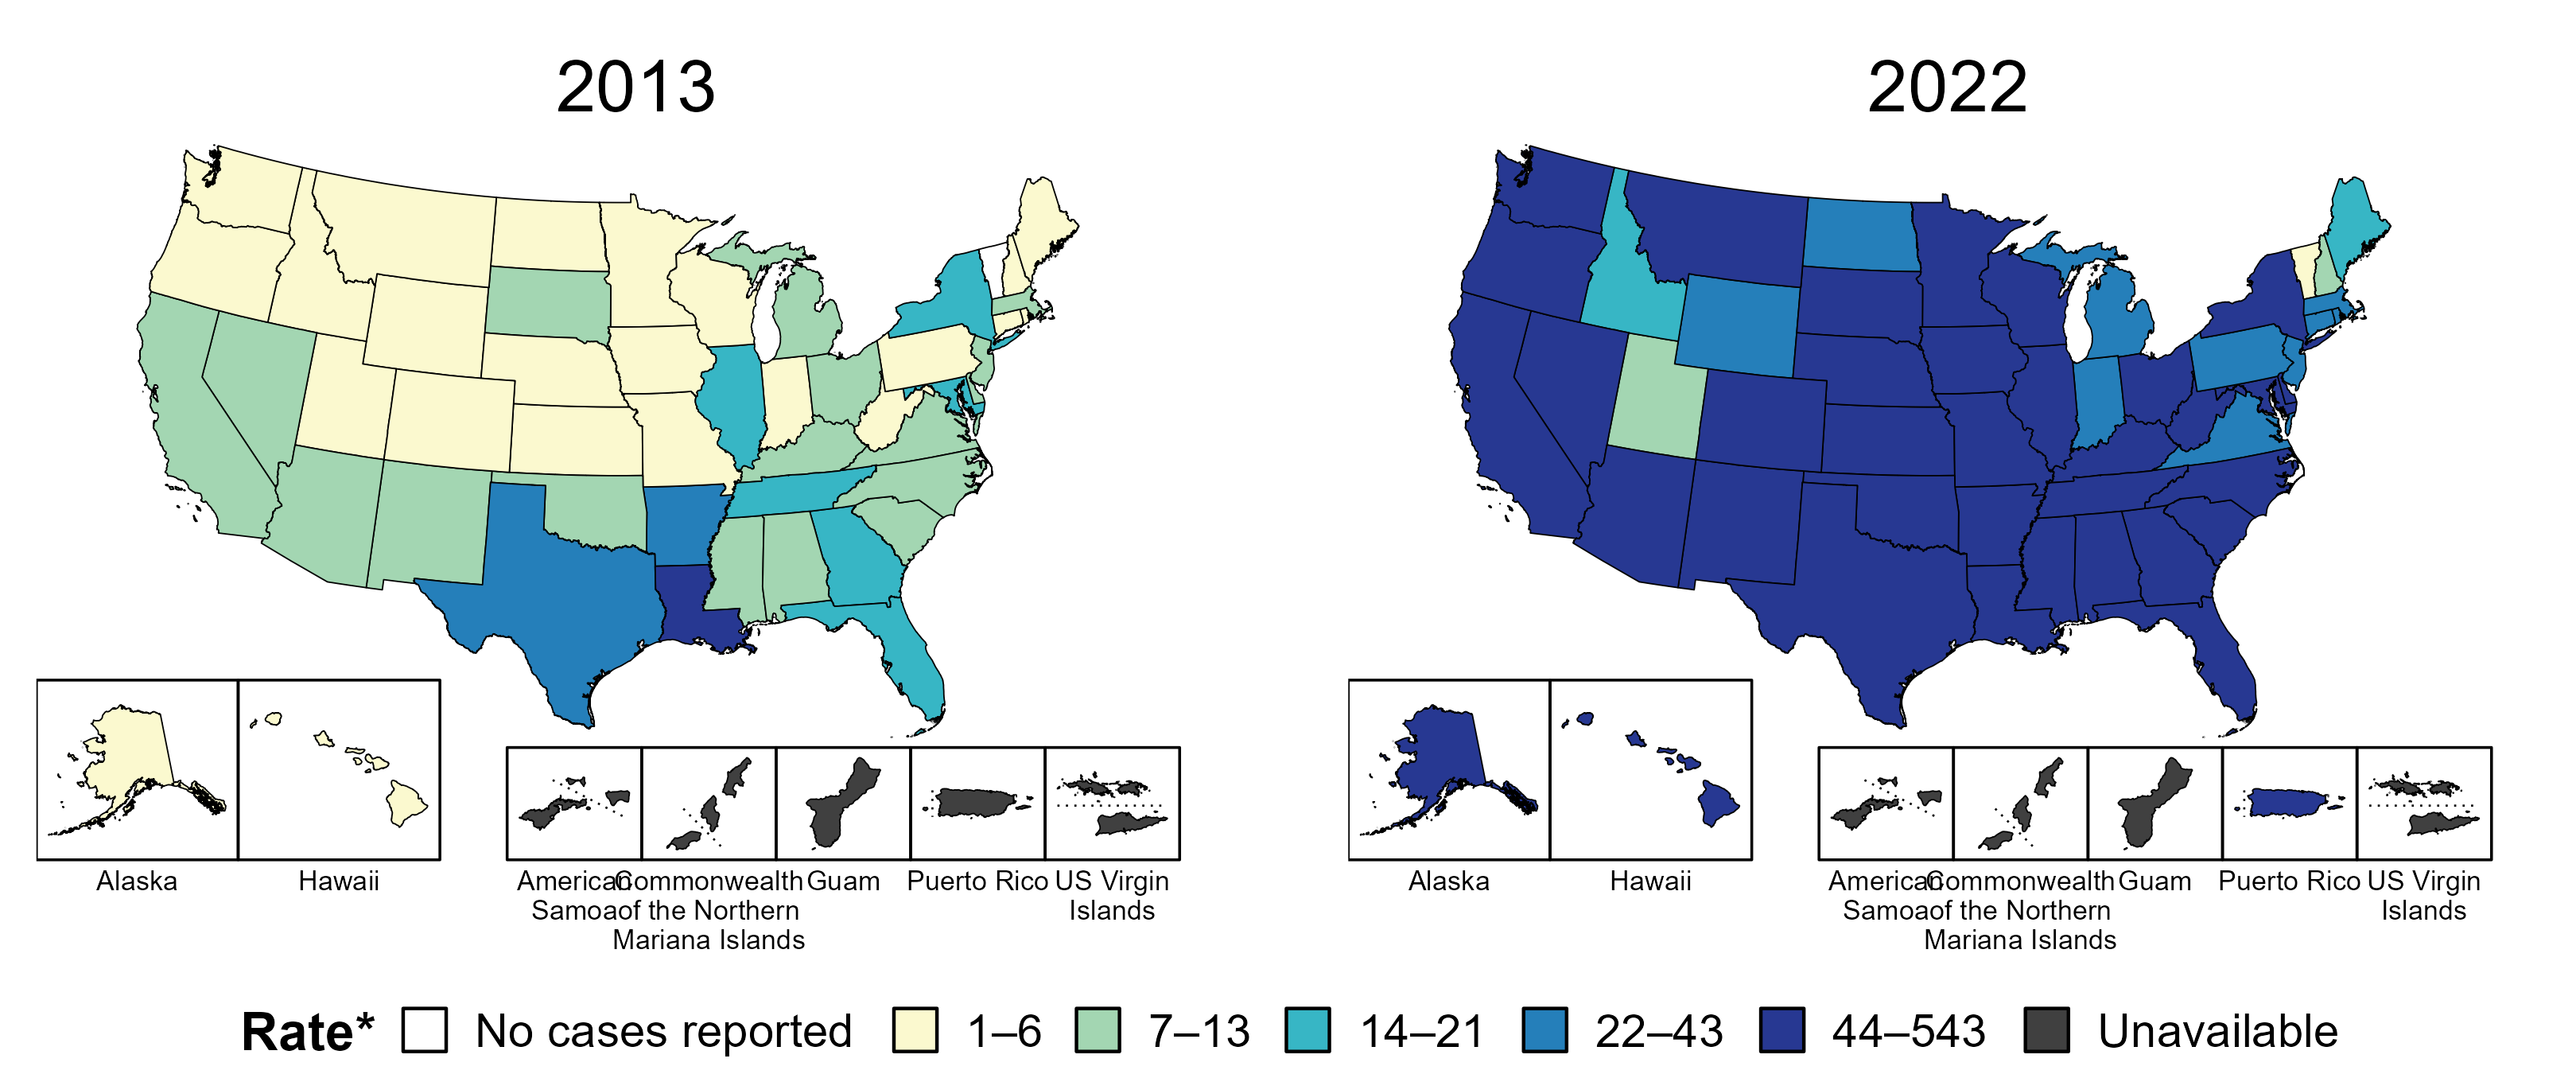 2013
2022
Alaska
Hawaii
American
Samoa
Commonwealth
of the Northern
Mariana Islands
Guam
Puerto Rico
US Virgin
Islands
Alaska
Hawaii
American
Samoa
Commonwealth
of the Northern
Mariana Islands
Guam
Puerto Rico
US Virgin
Islands
Rate* No cases reported 1–6 7–13 14–21 22–43 44–543 Unavailable